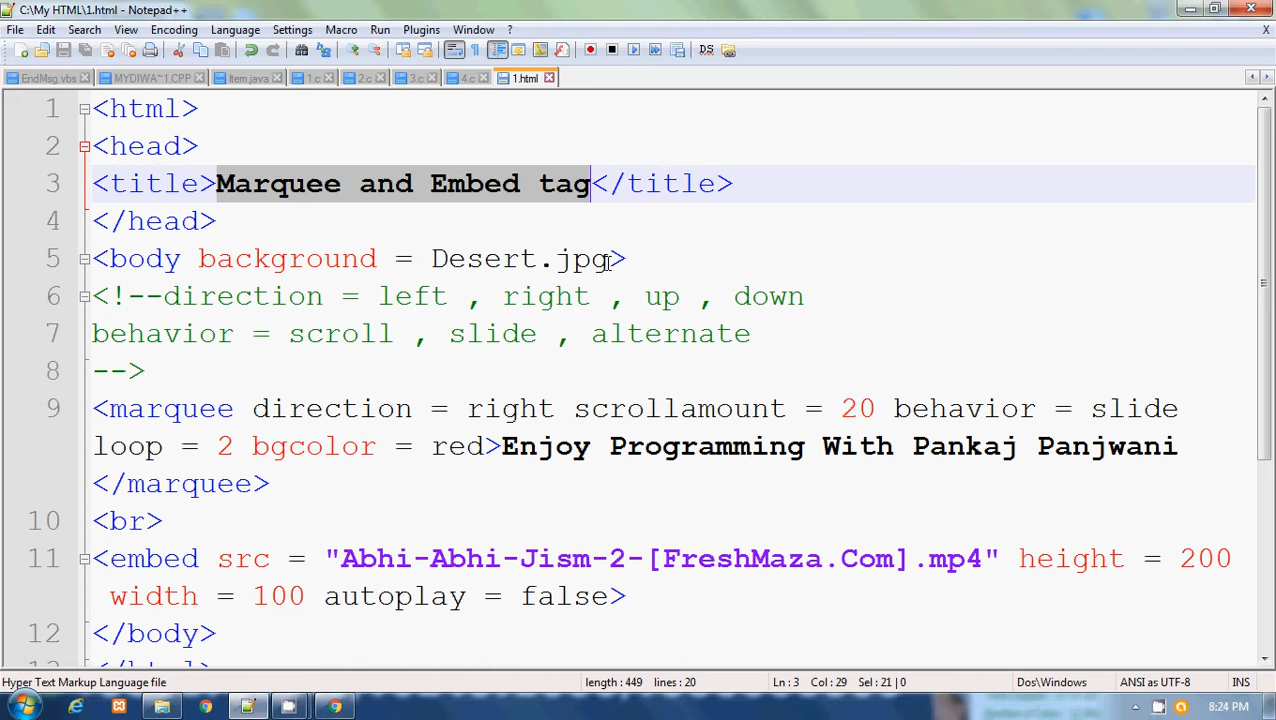 C:\My HTML\1.html - Notepad++
File Edit Search View Encoding Language Settings Macro Run Plugins Window ? X
EndMsg.vbs MYDIWA~1.CPP Item.java 1.c 2.c 3.c 4.c 1.html
1 <html>
2 <head>
3 <title>Marquee and Embed tag</title>
4 </head>
5 <body background = Desert.jpg>
6 <!--direction = left , right , up , down
7 behavior = scroll , slide , alternate
8 -->
9 <marquee direction = right scrollamount = 20 behavior = slide
loop = 2 bgcolor = red>Enjoy Programming With Pankaj Panjwani
</marquee>
10 <br>
11 <embed src = "Abhi-Abhi-Jism-2-[FreshMaza.Com].mp4" height = 200
width = 100 autoplay = false>
12 </body>
13 </html>
Hyper Text Markup Language file length : 449 lines : 20 Ln : 3 Col : 29 Sel : 21 | 0 Dos\Windows ANSI as UTF-8 INS
8:24 PM